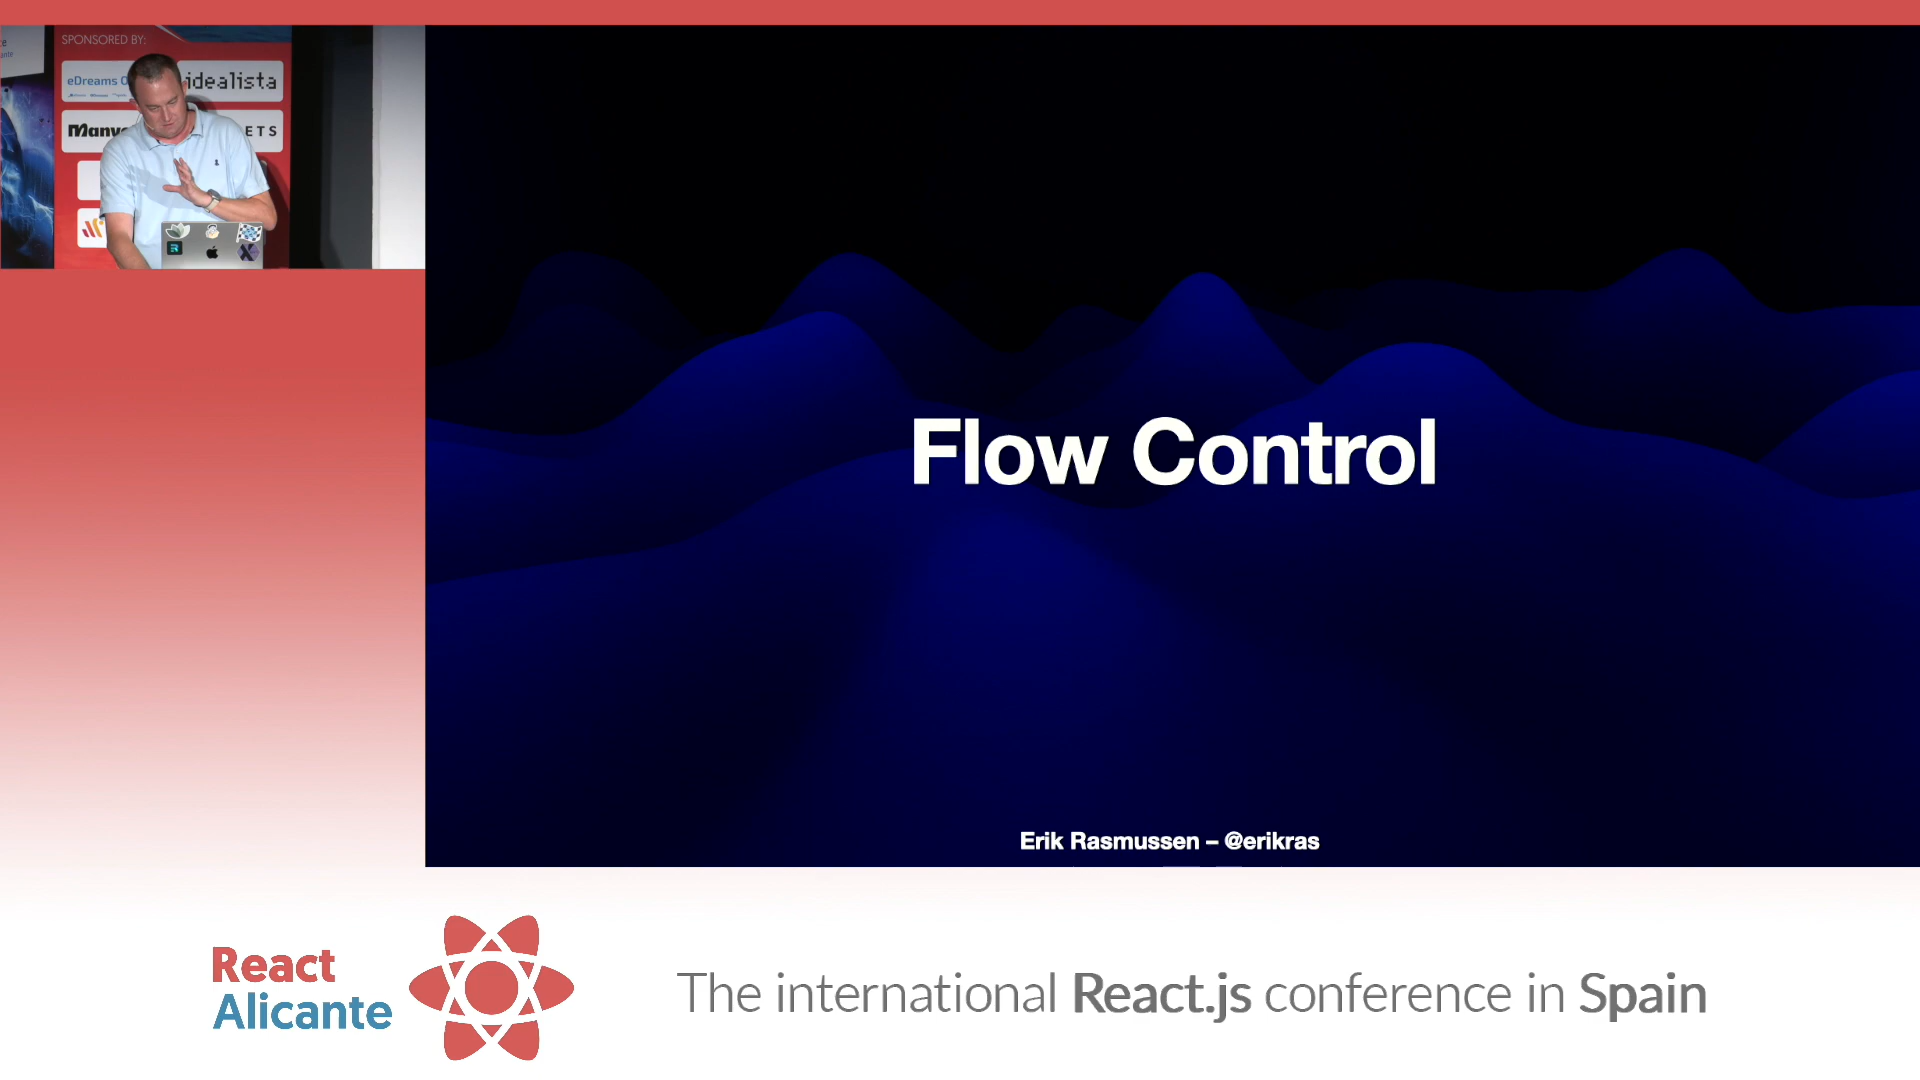 SPONSORED BY:
eDreams
idealista
Flow Control
Erik Rasmussen – @erikras
React
Alicante
The international React.js conference in Spain